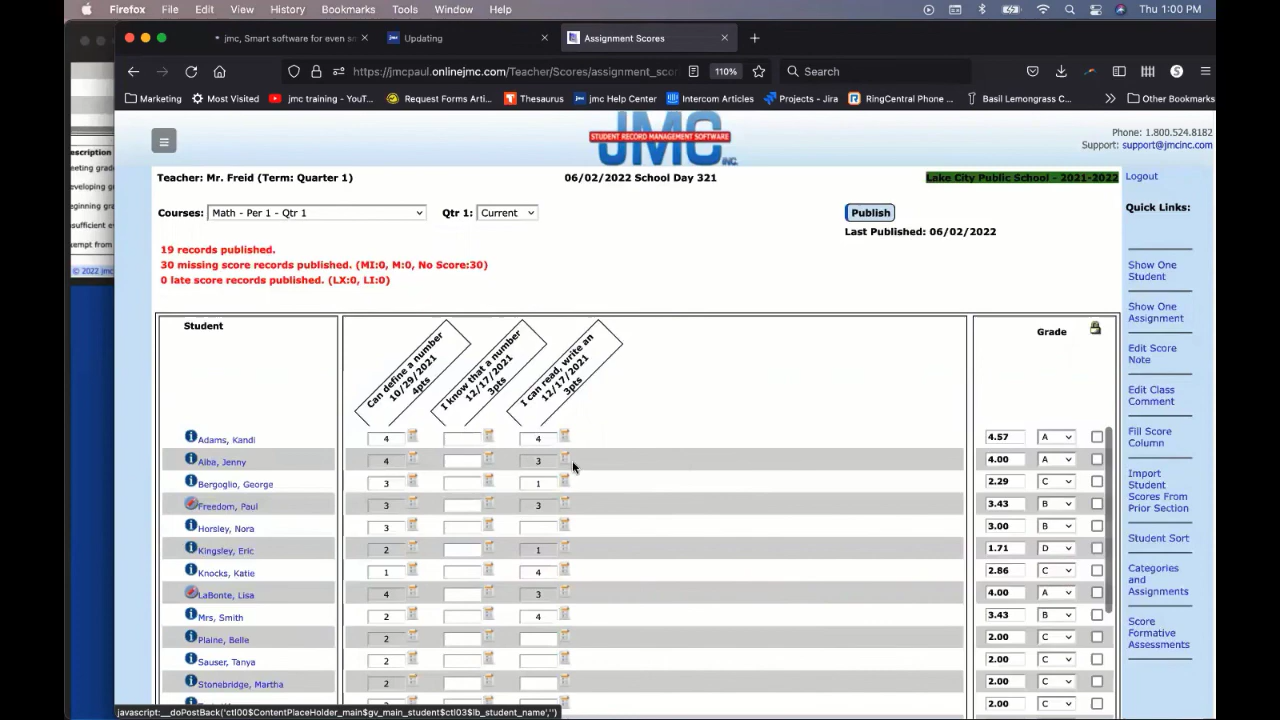 Firefox File Edit View History Bookmarks Tools Window Help Thu 1:00 PM
jmc, Smart software for even s
Updating
Assignment Scores
https://jmcpaul.onlinejmc.com/Teacher/Scores/assignment_sco
110%
Search
Marketing
Most Visited
jmc training - YouT...
Request Forms Arti...
Thesaurus
jmc Help Center
Intercom Articles
Projects - Jira
RingCentral Phone ...
Basil Lemongrass C...
Other Bookmarks
JMC
STUDENT RECORD MANAGEMENT SOFTWARE
INC.
Phone: 1.800.524.8182
Support: support@jmcinc.com
Teacher: Mr. Freid (Term: Quarter 1)
06/02/2022 School Day 321
Lake City Public School - 2021-2022
Logout
Courses: Math - Per 1 - Qtr 1
Qtr 1: Current
Publish
Last Published: 06/02/2022
19 records published.
30 missing score records published. (MI:0, M:0, No Score:30)
0 late score records published. (LX:0, LI:0)
Student
Can define a number
10/29/2021
4pts
I know that a number
12/17/2021
3pts
I can read, write an
12/17/2021
3pts
Grade
Adams, Kandi 4 4 4.57 A
Alba, Jenny 4 3 4.00 A
Bergoglio, George 3 1 2.29 C
Freedom, Paul 3 3 3.43 B
Horsley, Nora 3 3.00 B
Kingsley, Eric 2 1 1.71 D
Knocks, Katie 1 4 2.86 C
LaBonte, Lisa 4 3 4.00 A
Mrs, Smith 2 4 3.43 B
Plaine, Belle 2 2.00 C
Sauser, Tanya 2 2.00 C
Stonebridge, Martha 2 2.00 C
2.00 C
Quick Links:
Show One
Student
Show One
Assignment
Edit Score
Note
Edit Class
Comment
Fill Score
Column
Import
Student
Scores From
Prior Section
Student Sort
Categories
and
Assignments
Score
Formative
Assessments
escription
eeting grad
eveloping gr
eginning gra
sufficient ev
xempt from
© 2022 jmc
javascript:__doPostBack('ctl00$ContentPlaceHolder_main$gv_main_student$ctl03$lb_student_name','')